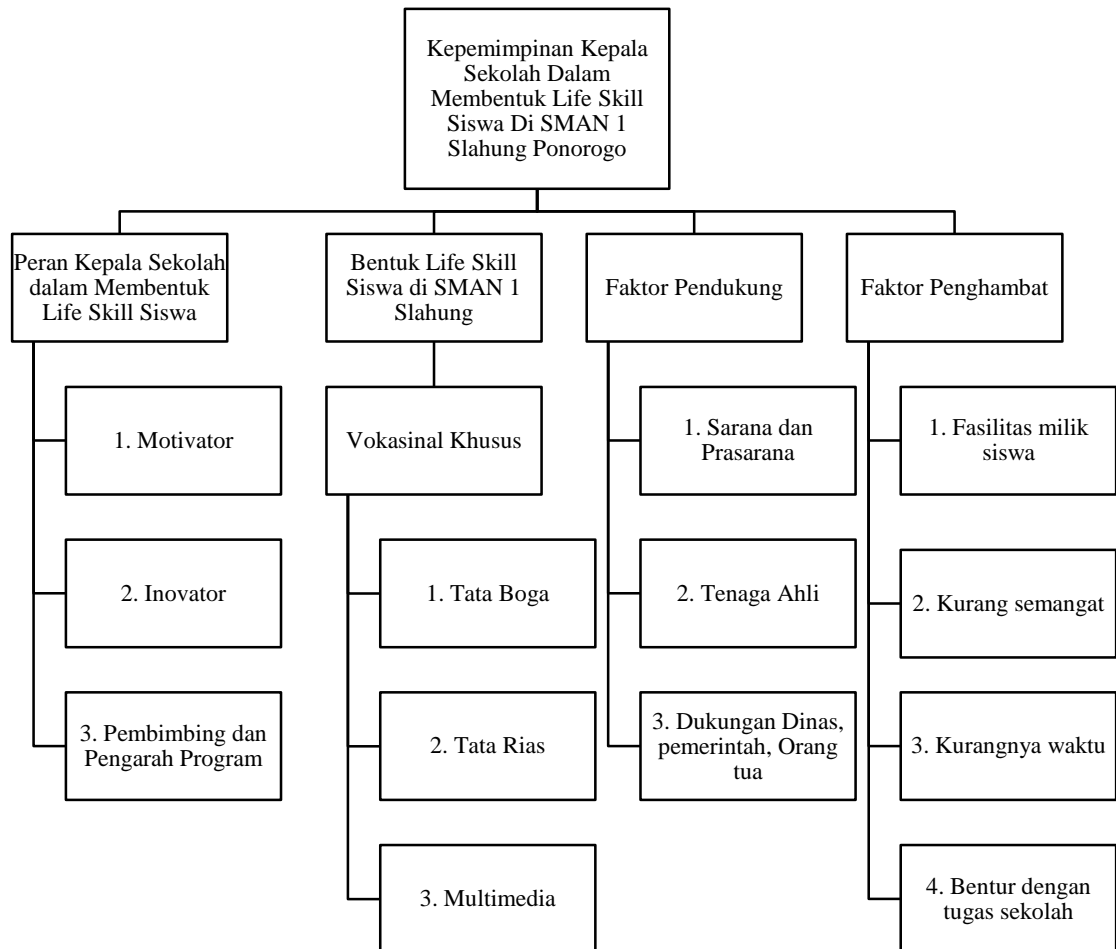 Kepemimpinan Kepala
Sekolah Dalam
Membentuk Life Skill
Siswa Di SMAN 1
Slahung Ponorogo
Peran Kepala Sekolah
dalam Membentuk
Life Skill Siswa
1. Motivator
2. Inovator
3. Pembimbing dan
Pengarah Program
Bentuk Life Skill
Siswa di SMAN 1
Slahung
Vokasinal Khusus
1. Tata Boga
2. Tata Rias
3. Multimedia
Faktor Pendukung
1. Sarana dan
Prasarana
2. Tenaga Ahli
3. Dukungan Dinas,
pemerintah, Orang
tua
Faktor Penghambat
1. Fasilitas milik
siswa
2. Kurang semangat
3. Kurangnya waktu
4. Bentur dengan
tugas sekolah